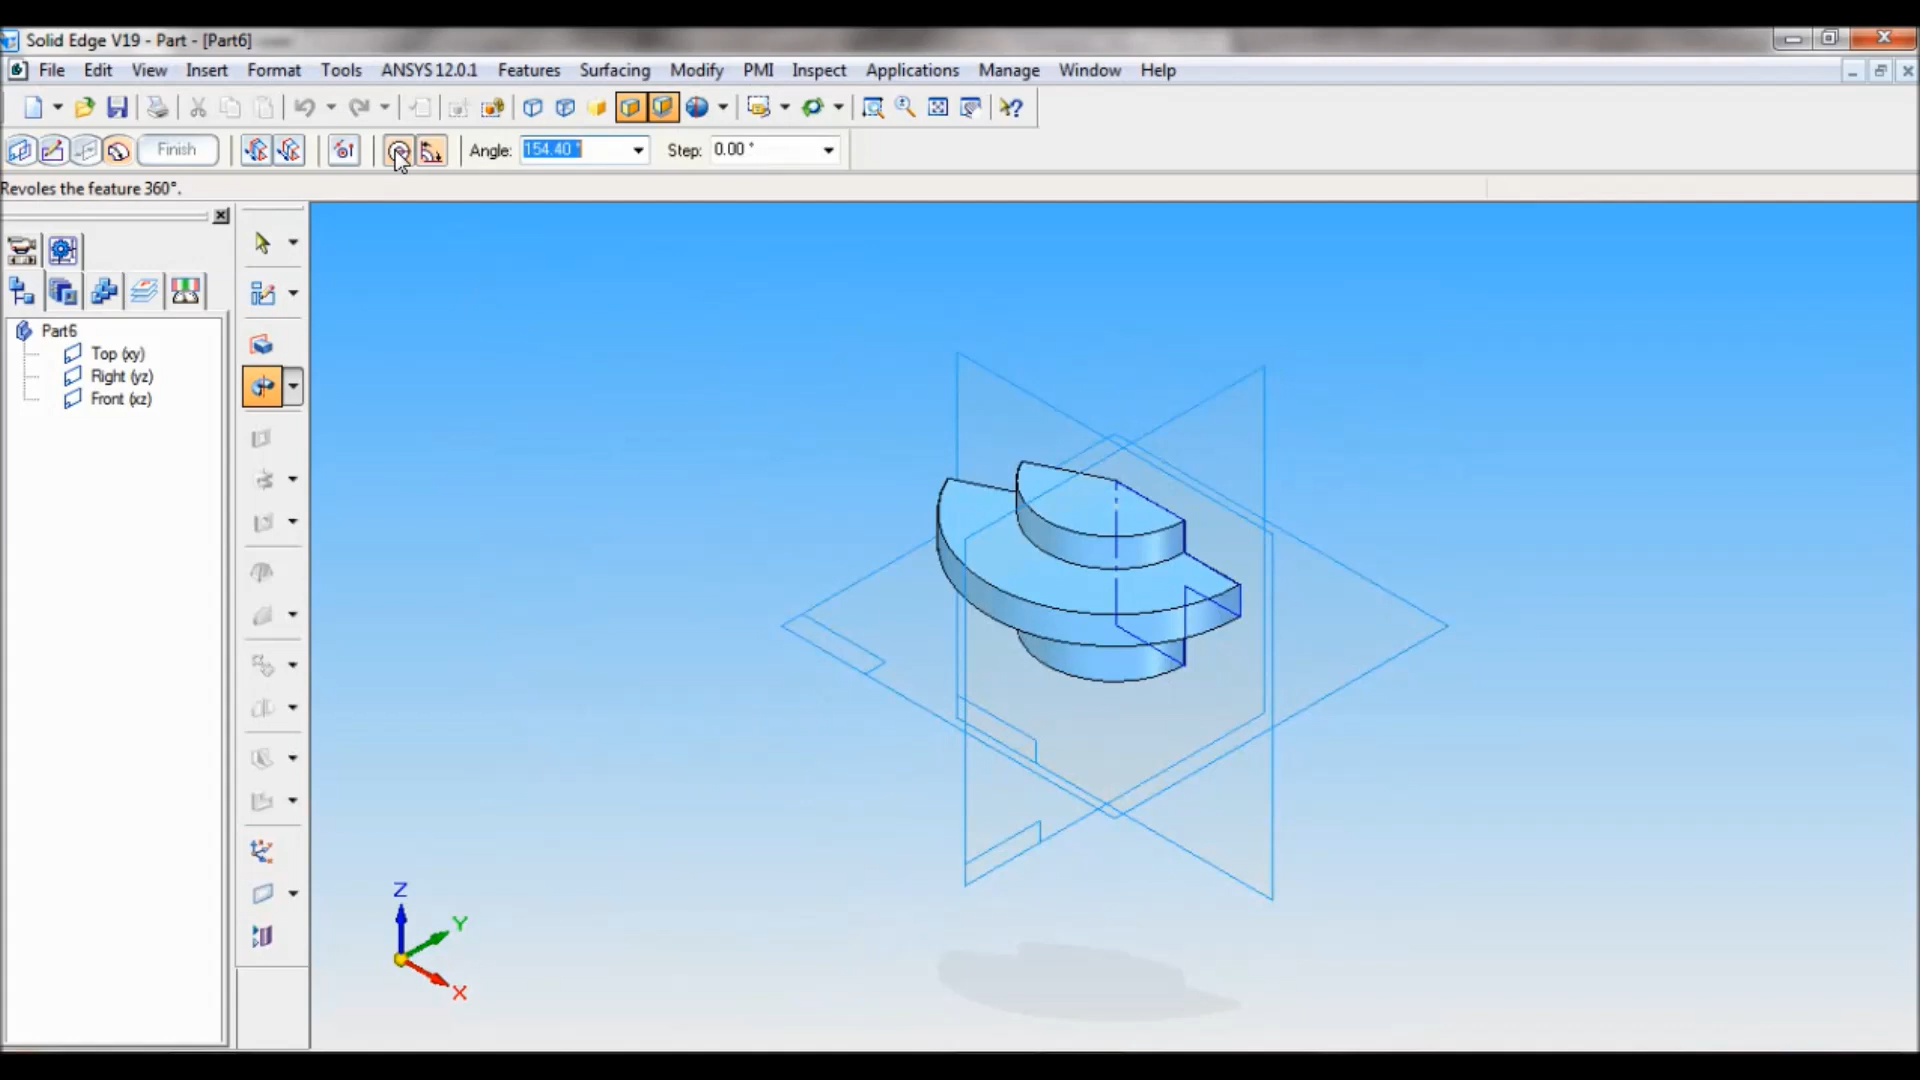 Solid Edge V19 - Part - [Part6]
File Edit View Insert Format Tools ANSYS 12.0.1 Features Surfacing Modify PMI Inspect Applications Manage Window Help
Finish Angle: 154.40 ° Step: 0.00 °
Revoles the feature 360°.
Part6
Top (xy)
Right (yz)
Front (xz)
Z
Y
X